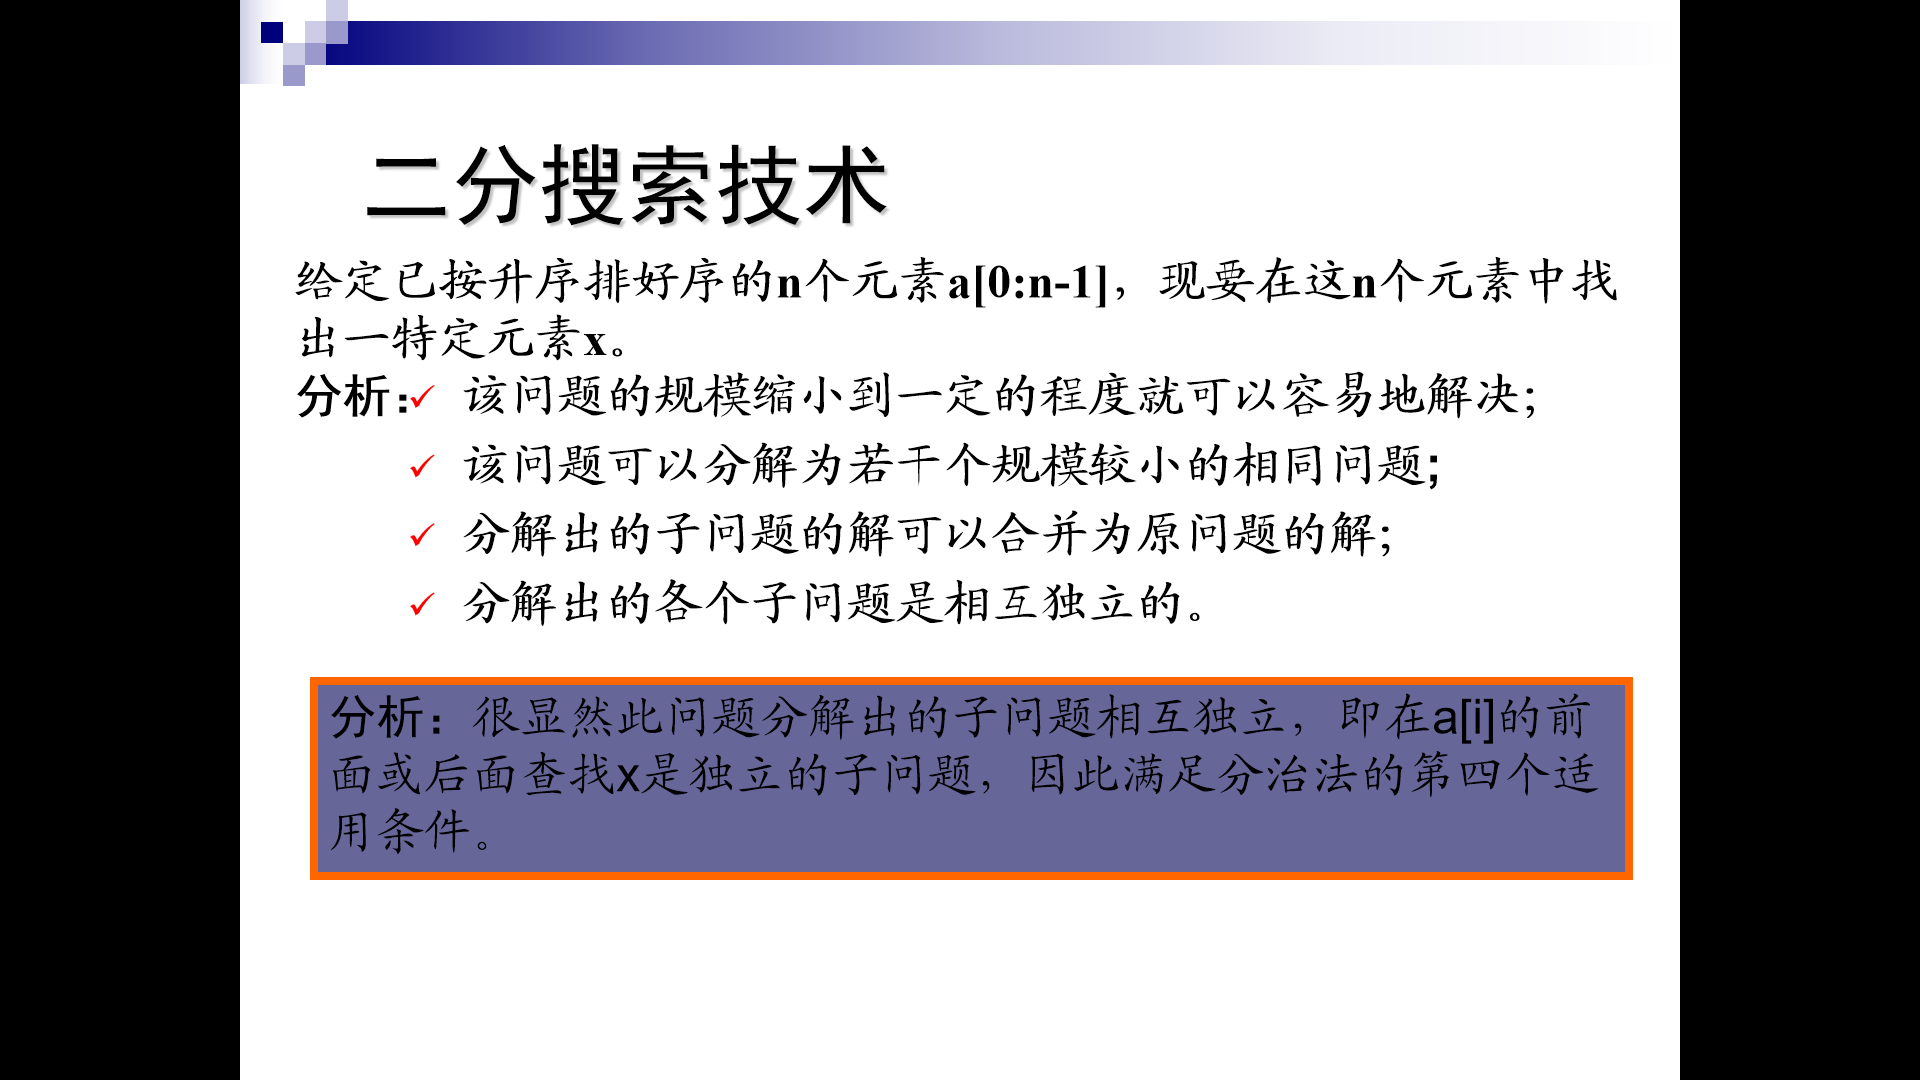 二分搜索技术
给定已按升序排好序的n个元素a[0:n-1]，现要在这n个元素中找
出一特定元素x。
分析：✓ 该问题的规模缩小到一定的程度就可以容易地解决；
✓ 该问题可以分解为若干个规模较小的相同问题;
✓ 分解出的子问题的解可以合并为原问题的解；
✓ 分解出的各个子问题是相互独立的。
分析：很显然此问题分解出的子问题相互独立，即在a[i]的前
面或后面查找x是独立的子问题，因此满足分治法的第四个适
用条件。